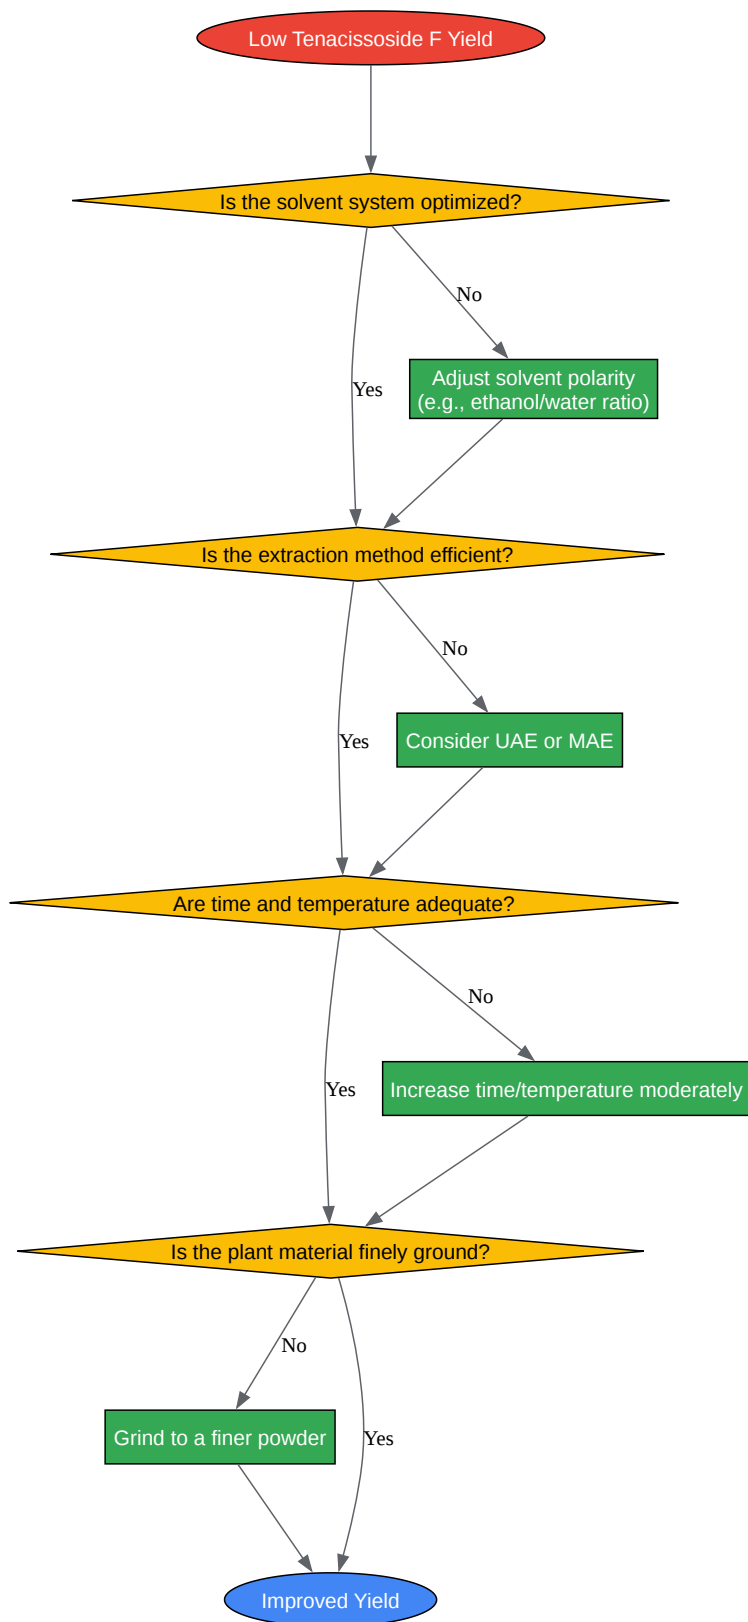 Low Tenacissoside F Yield
Is the solvent system optimized?
No
Adjust solvent polarity
(e.g., ethanol/water ratio)
Yes
Is the extraction method efficient?
No
Consider UAE or MAE
Yes
Are time and temperature adequate?
No
Increase time/temperature moderately
Yes
Is the plant material finely ground?
No
Grind to a finer powder
Yes
Improved Yield